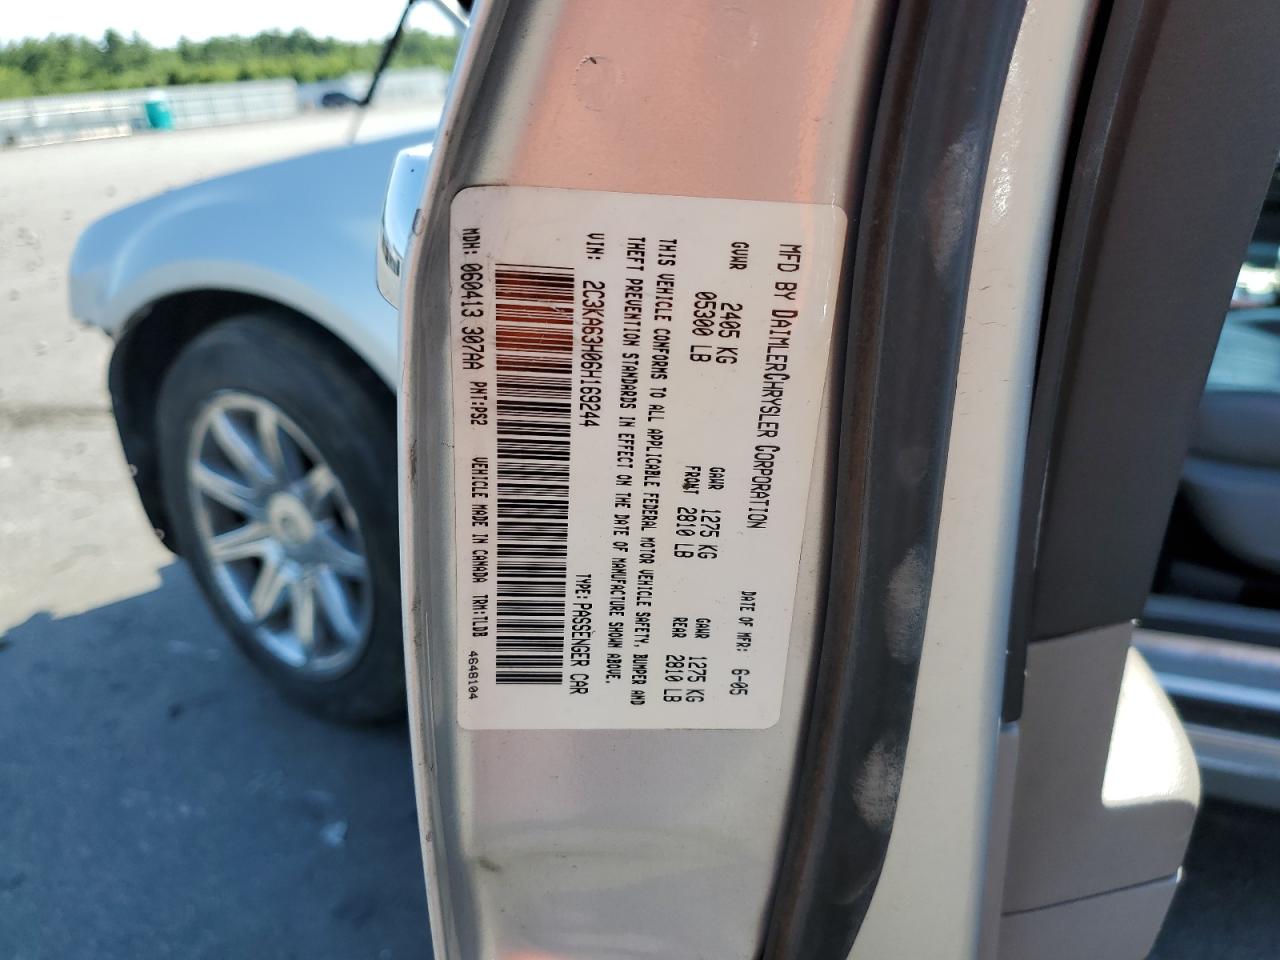 MFD BY DAIMLERCHRYSLER CORPORATION
DATE OF MFR: 6-05
GVWR 2405 KG
05300 LB
GAWR 1275 KG
FRONT 2810 LB
GAWR 1275 KG
REAR 2810 LB
THIS VEHICLE CONFORMS TO ALL APPLICABLE FEDERAL MOTOR VEHICLE SAFETY, BUMPER AND
THEFT PREVENTION STANDARDS IN EFFECT ON THE DATE OF MANUFACTURE SHOWN ABOVE.
VIN: 2C3KA63H06H169244
TYPE: PASSENGER CAR
MDH: 060413 307AA PNT:PS2 VEHICLE MADE IN CANADA TRM:TLDB 4648104